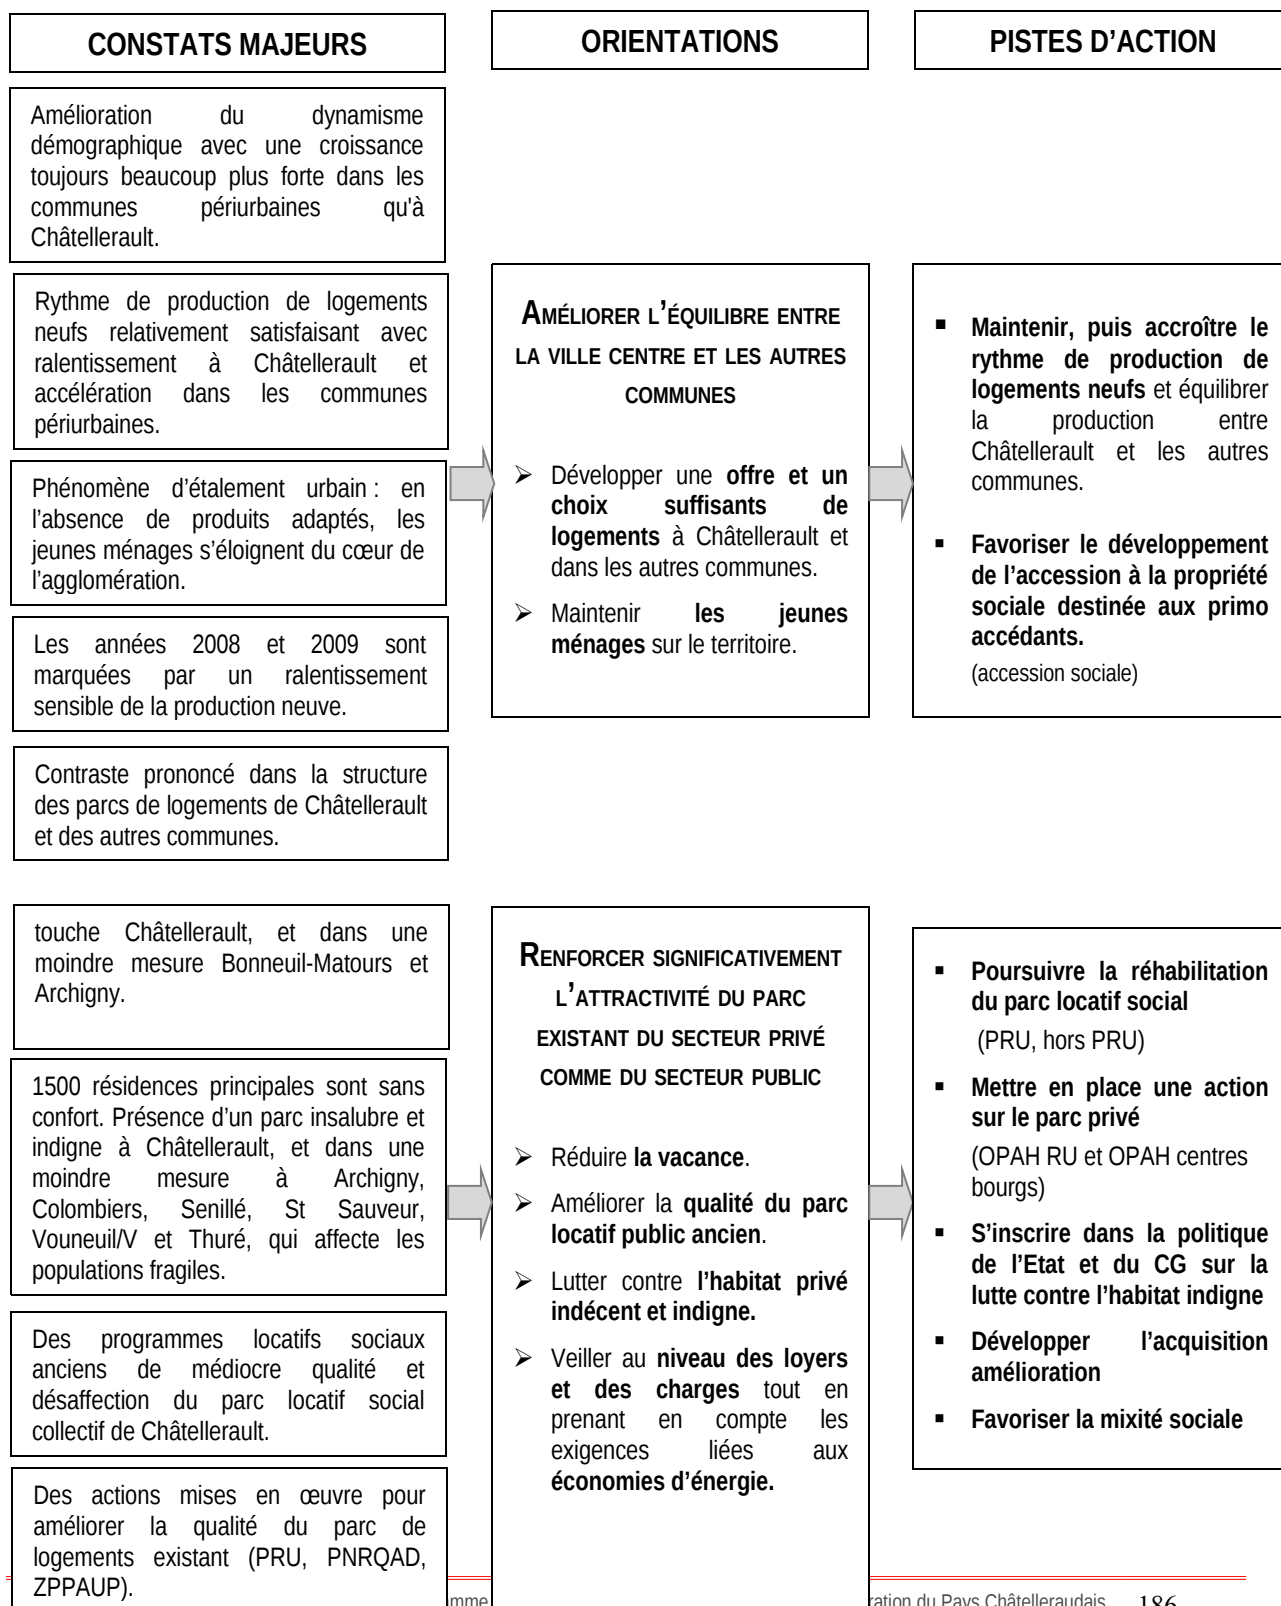 CONSTATS MAJEURS
ORIENTATIONS
PISTES D’ACTION
Amélioration du dynamisme
démographique avec une croissance
toujours beaucoup plus forte dans les
communes périurbaines qu'à
Châtellerault.
Rythme de production de logements
neufs relativement satisfaisant avec
ralentissement à Châtellerault et
accélération dans les communes
périurbaines.
Phénomène d’étalement urbain : en
l’absence de produits adaptés, les
jeunes ménages s’éloignent du cœur de
l’agglomération.
Les années 2008 et 2009 sont
marquées par un ralentissement
sensible de la production neuve.
Contraste prononcé dans la structure
des parcs de logements de Châtellerault
et des autres communes.
AMÉLIORER L’ÉQUILIBRE ENTRE
LA VILLE CENTRE ET LES AUTRES
COMMUNES
➢ Développer une offre et un
choix suffisants de
logements à Châtellerault et
dans les autres communes.
➢ Maintenir les jeunes
ménages sur le territoire.
▪ Maintenir, puis accroître le
rythme de production de
logements neufs et équilibrer
la production entre
Châtellerault et les autres
communes.
▪ Favoriser le développement
de l’accession à la propriété
sociale destinée aux primo
accédants.
(accession sociale)
touche Châtellerault, et dans une
moindre mesure Bonneuil-Matours et
Archigny.
1500 résidences principales sont sans
confort. Présence d’un parc insalubre et
indigne à Châtellerault, et dans une
moindre mesure à Archigny,
Colombiers, Senillé, St Sauveur,
Vouneuil/V et Thuré, qui affecte les
populations fragiles.
Des programmes locatifs sociaux
anciens de médiocre qualité et
désaffection du parc locatif social
collectif de Châtellerault.
Des actions mises en œuvre pour
améliorer la qualité du parc de
logements existant (PRU, PNRQAD,
ZPPAUP).
RENFORCER SIGNIFICATIVEMENT
L’ATTRACTIVITÉ DU PARC
EXISTANT DU SECTEUR PRIVÉ
COMME DU SECTEUR PUBLIC
➢ Réduire la vacance.
➢ Améliorer la qualité du parc
locatif public ancien.
➢ Lutter contre l’habitat privé
indécent et indigne.
➢ Veiller au niveau des loyers
et des charges tout en
prenant en compte les
exigences liées aux
économies d’énergie.
▪ Poursuivre la réhabilitation
du parc locatif social
(PRU, hors PRU)
▪ Mettre en place une action
sur le parc privé
(OPAH RU et OPAH centres
bourgs)
▪ S’inscrire dans la politique
de l’Etat et du CG sur la
lutte contre l’habitat indigne
▪ Développer l’acquisition
amélioration
▪ Favoriser la mixité sociale
mme ration du Pays Châtelleraudais 186